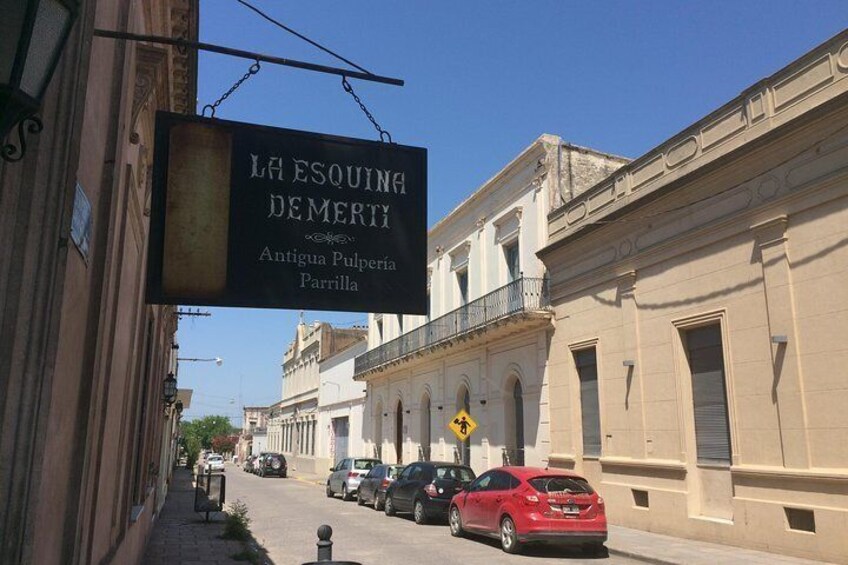 LA ESQUINA
DE MERTI
Antigua Pulpería
Parrilla